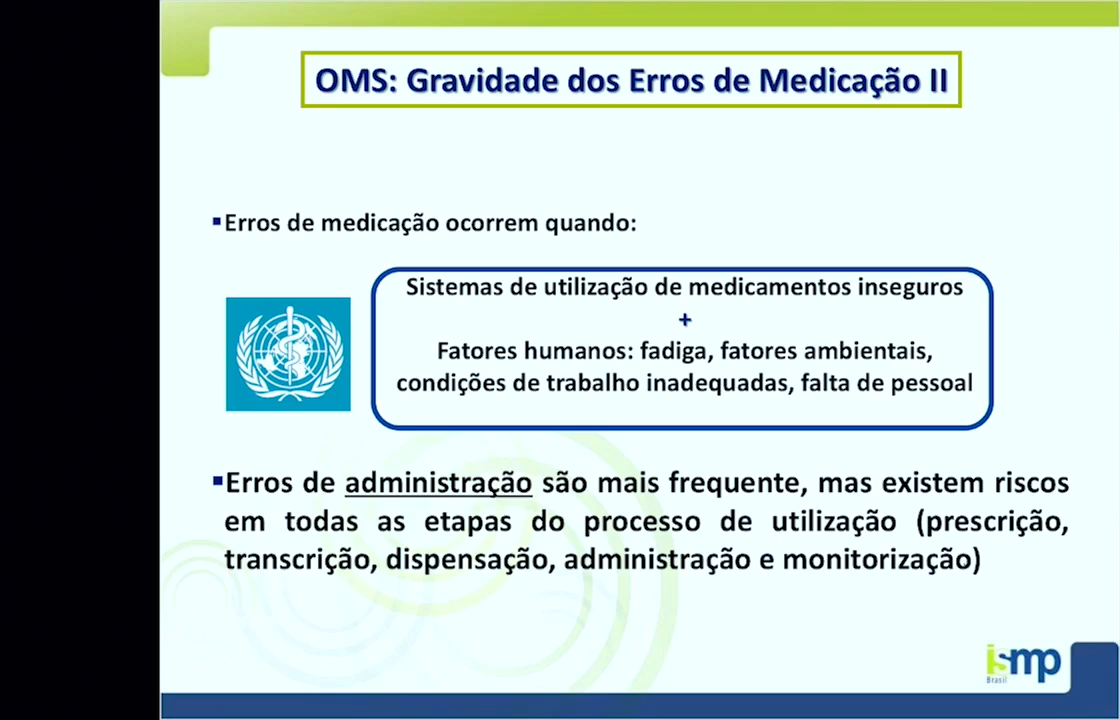 OMS: Gravidade dos Erros de Medicação II
▪Erros de medicação ocorrem quando:
Sistemas de utilização de medicamentos inseguros
+
Fatores humanos: fadiga, fatores ambientais,
condições de trabalho inadequadas, falta de pessoal
▪Erros de administração são mais frequente, mas existem riscos
em todas as etapas do processo de utilização (prescrição,
transcrição, dispensação, administração e monitorização)
ismp
Brasil